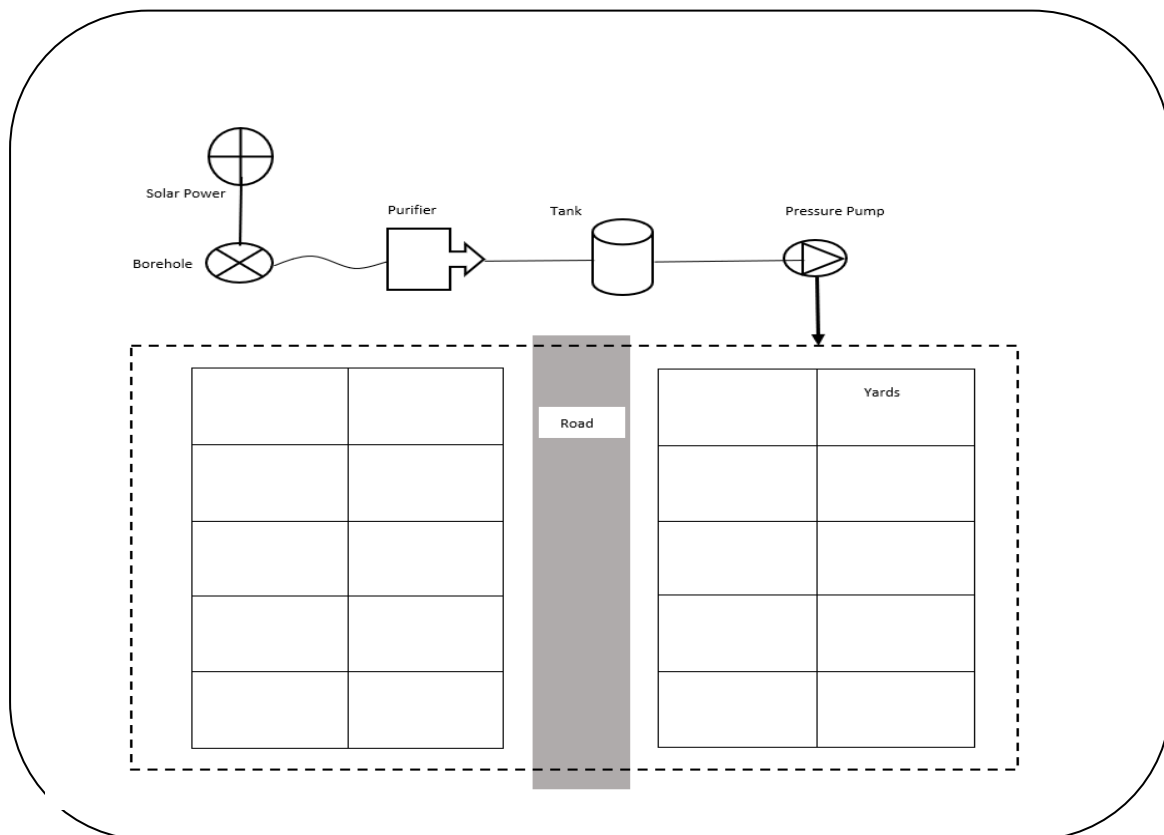 Solar Power
Purifier
Tank
Pressure Pump
Borehole
Yards
Road